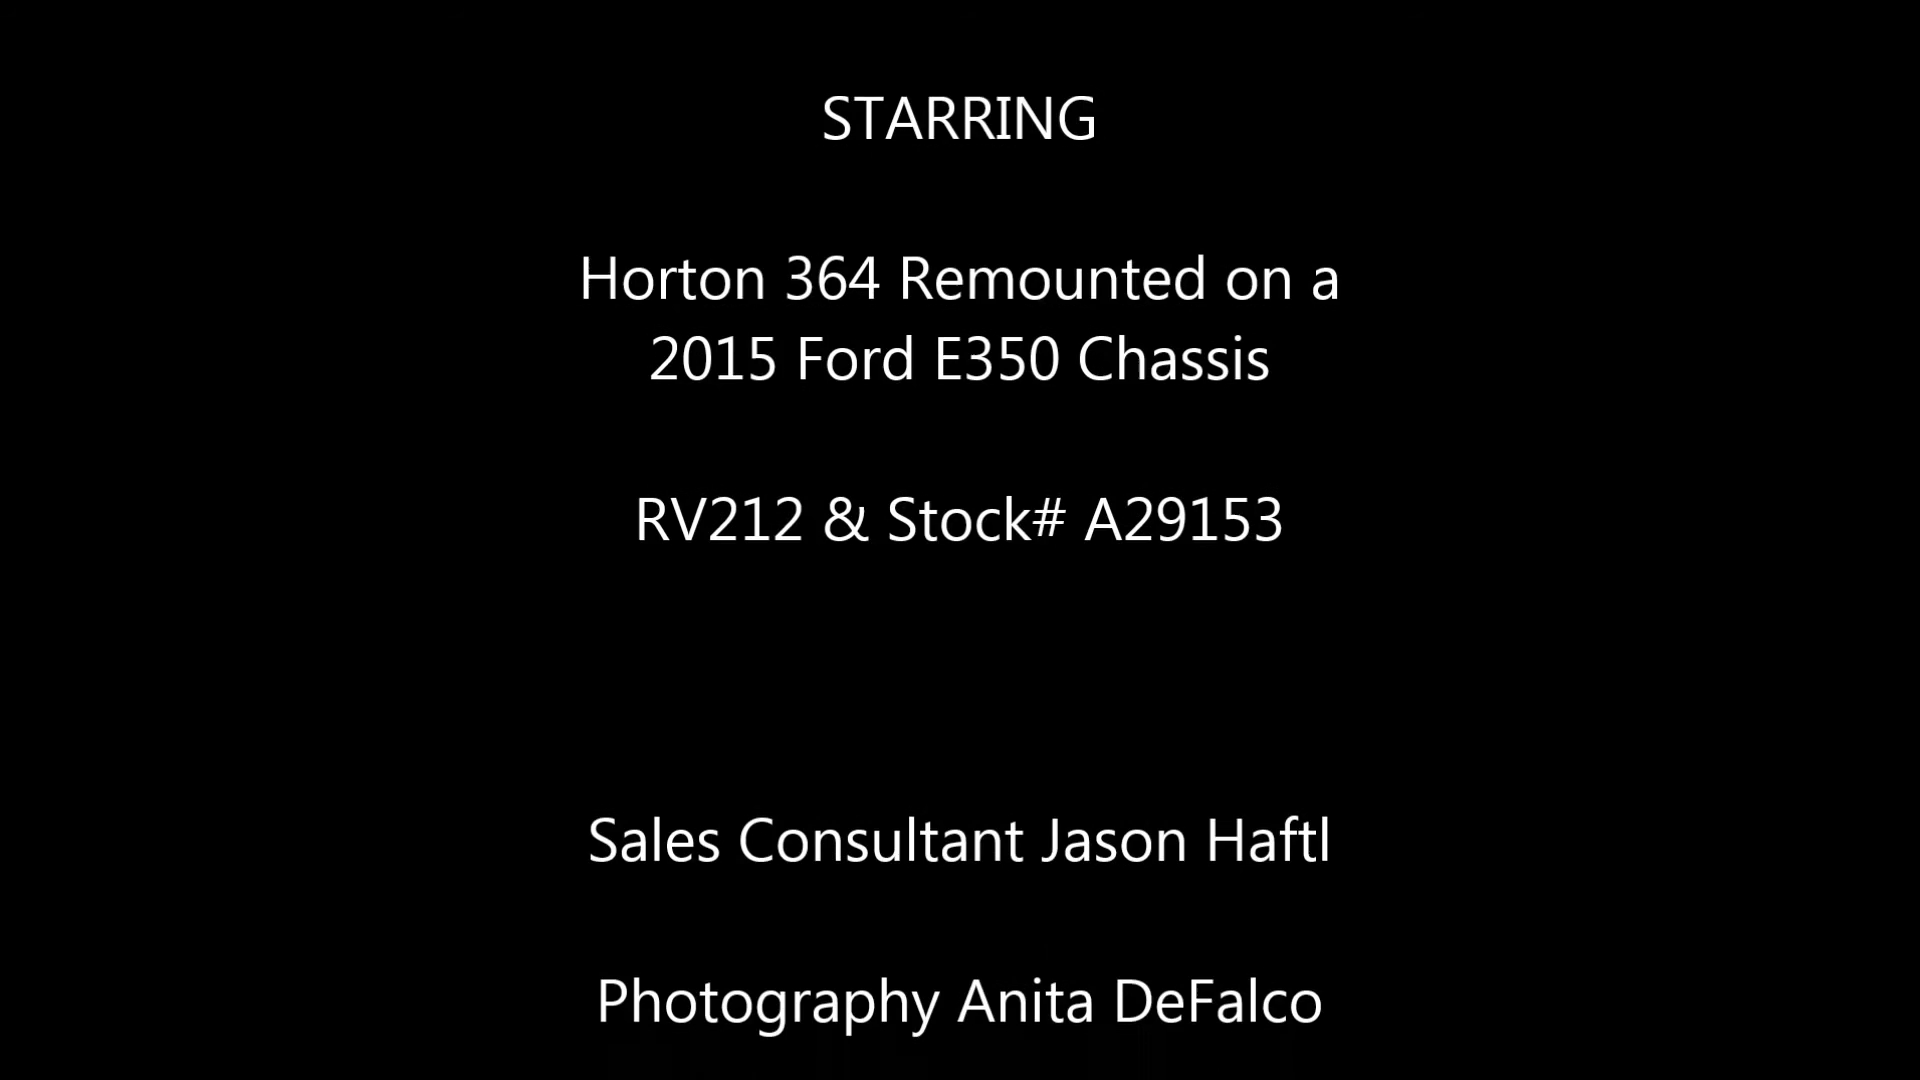 STARRING
Horton 364 Remounted on a
2015 Ford E350 Chassis
RV212 & Stock# A29153
Sales Consultant Jason Haftl
Photography Anita DeFalco